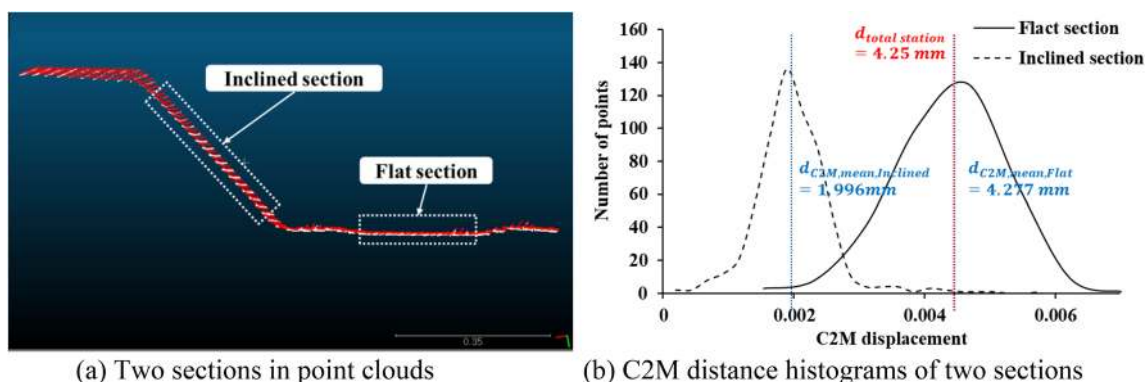 Inclined section
Flat section
0.35
(a) Two sections in point clouds
d_total station
= 4.25 mm
Flact section
Inclined section
160
140
120
100
80
60
40
20
0
Number of points
d_C2M,mean,Inclined
= 1.996mm
d_C2M,mean,Flat
= 4.277 mm
0
0.002
0.004
0.006
C2M displacement
(b) C2M distance histograms of two sections